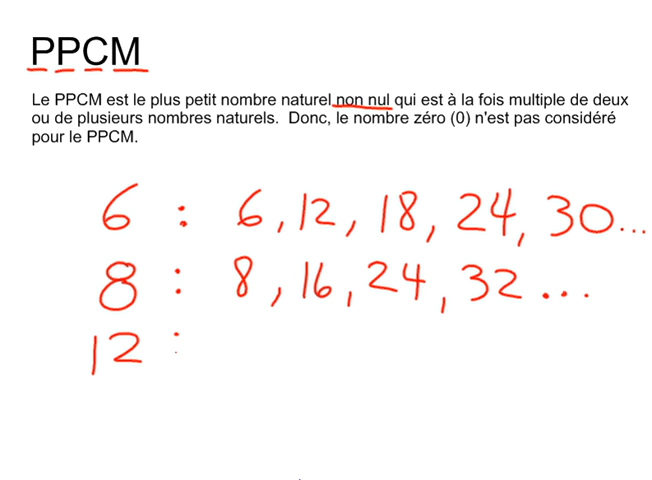 PPCM
Le PPCM est le plus petit nombre naturel non nul qui est à la fois multiple de deux
ou de plusieurs nombres naturels.  Donc, le nombre zéro (0) n'est pas considéré
pour le PPCM.
6 : 6, 12, 18, 24, 30...
8 : 8, 16, 24, 32...
12 :